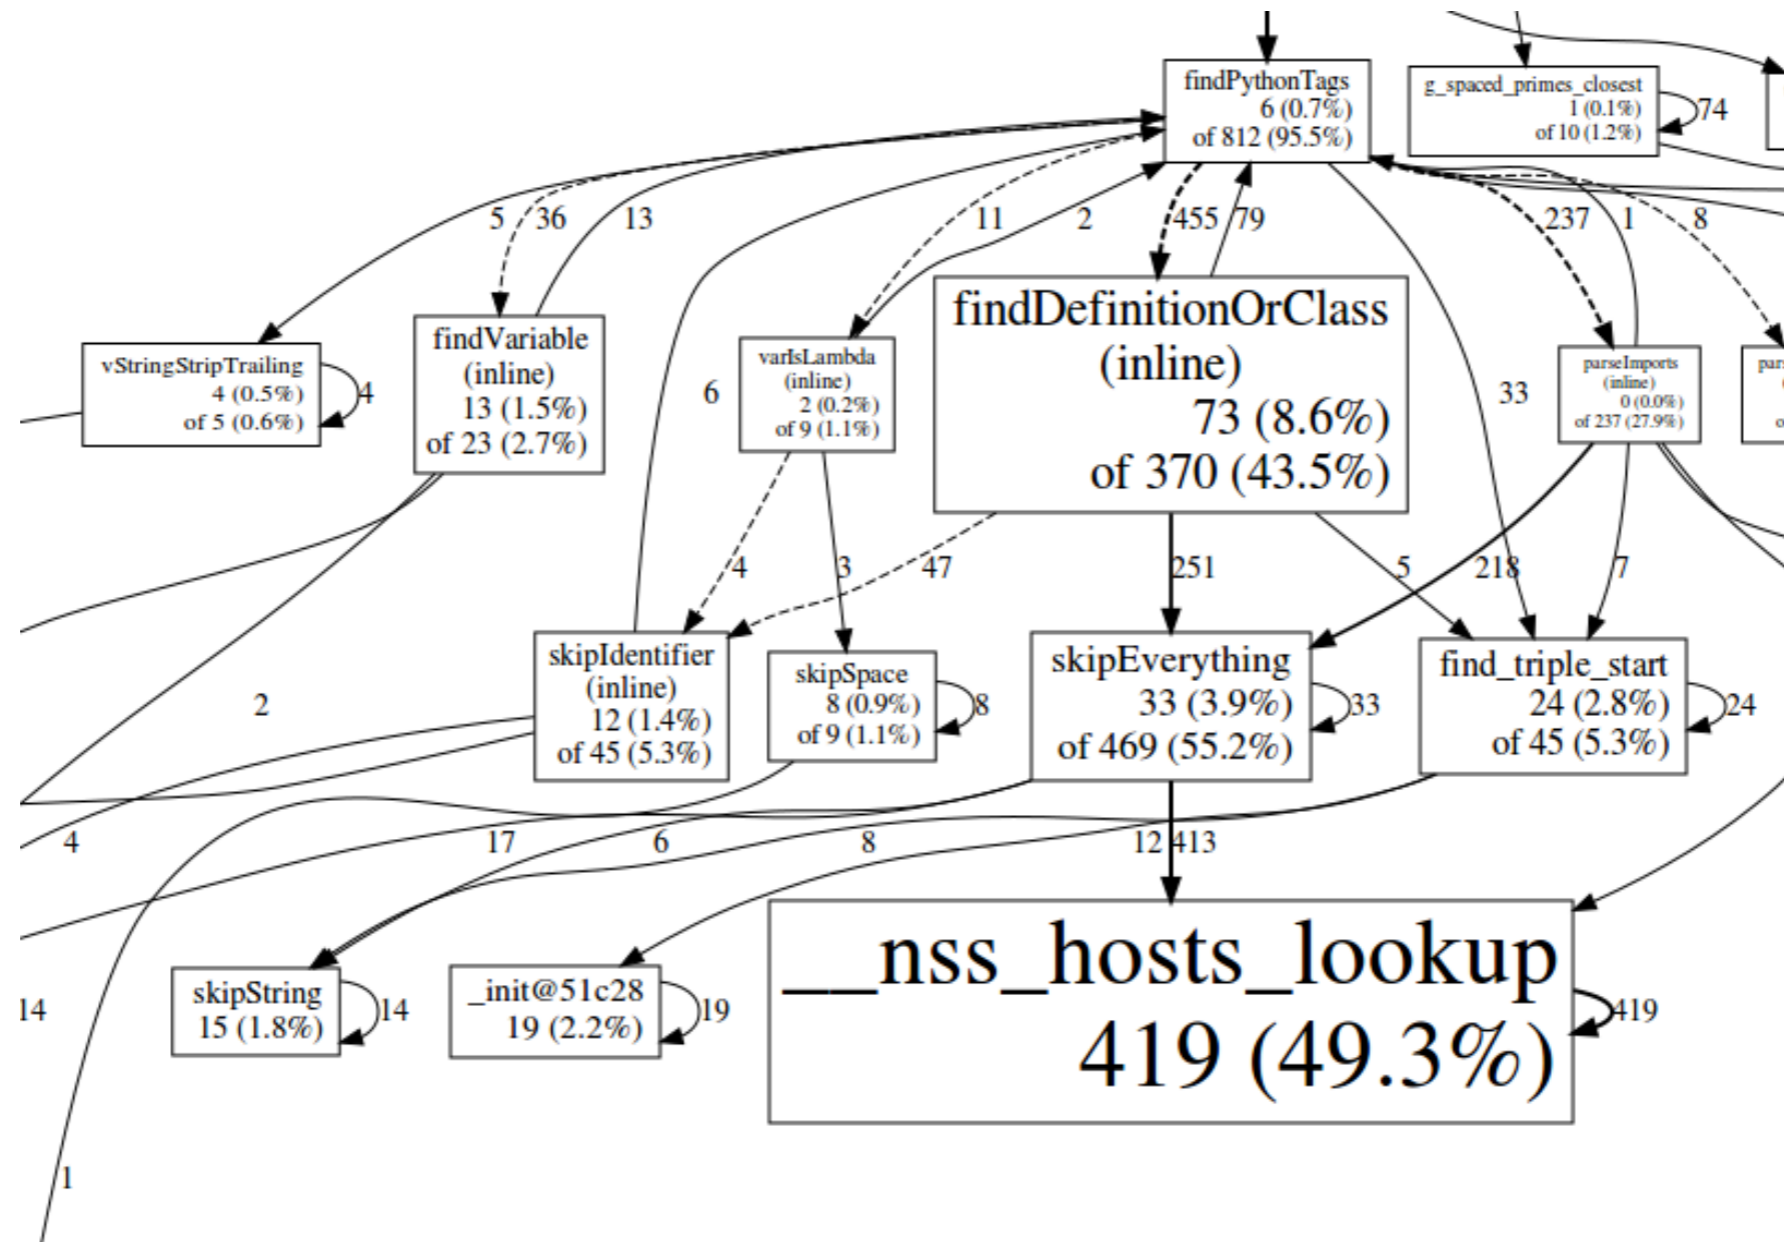 findPythonTags
6 (0.7%)
of 812 (95.5%)
g_spaced_primes_closest
1 (0.1%)
of 10 (1.2%)
74
5
36
13
11
2
455
79
237
1
8
vStringStripTrailing
4 (0.5%)
of 5 (0.6%)
4
findVariable
(inline)
13 (1.5%)
of 23 (2.7%)
6
varIsLambda
(inline)
2 (0.2%)
of 9 (1.1%)
findDefinitionOrClass
(inline)
73 (8.6%)
of 370 (43.5%)
33
parseImports
(inline)
0 (0.0%)
of 237 (27.9%)
pars
(
o
4
3
47
251
5
218
7
2
skipIdentifier
(inline)
12 (1.4%)
of 45 (5.3%)
skipSpace
8 (0.9%)
of 9 (1.1%)
8
skipEverything
33 (3.9%)
of 469 (55.2%)
33
find_triple_start
24 (2.8%)
of 45 (5.3%)
24
4
17
6
8
12
413
14
skipString
15 (1.8%)
14
_init@51c28
19 (2.2%)
19
__nss_hosts_lookup
419 (49.3%)
419
1